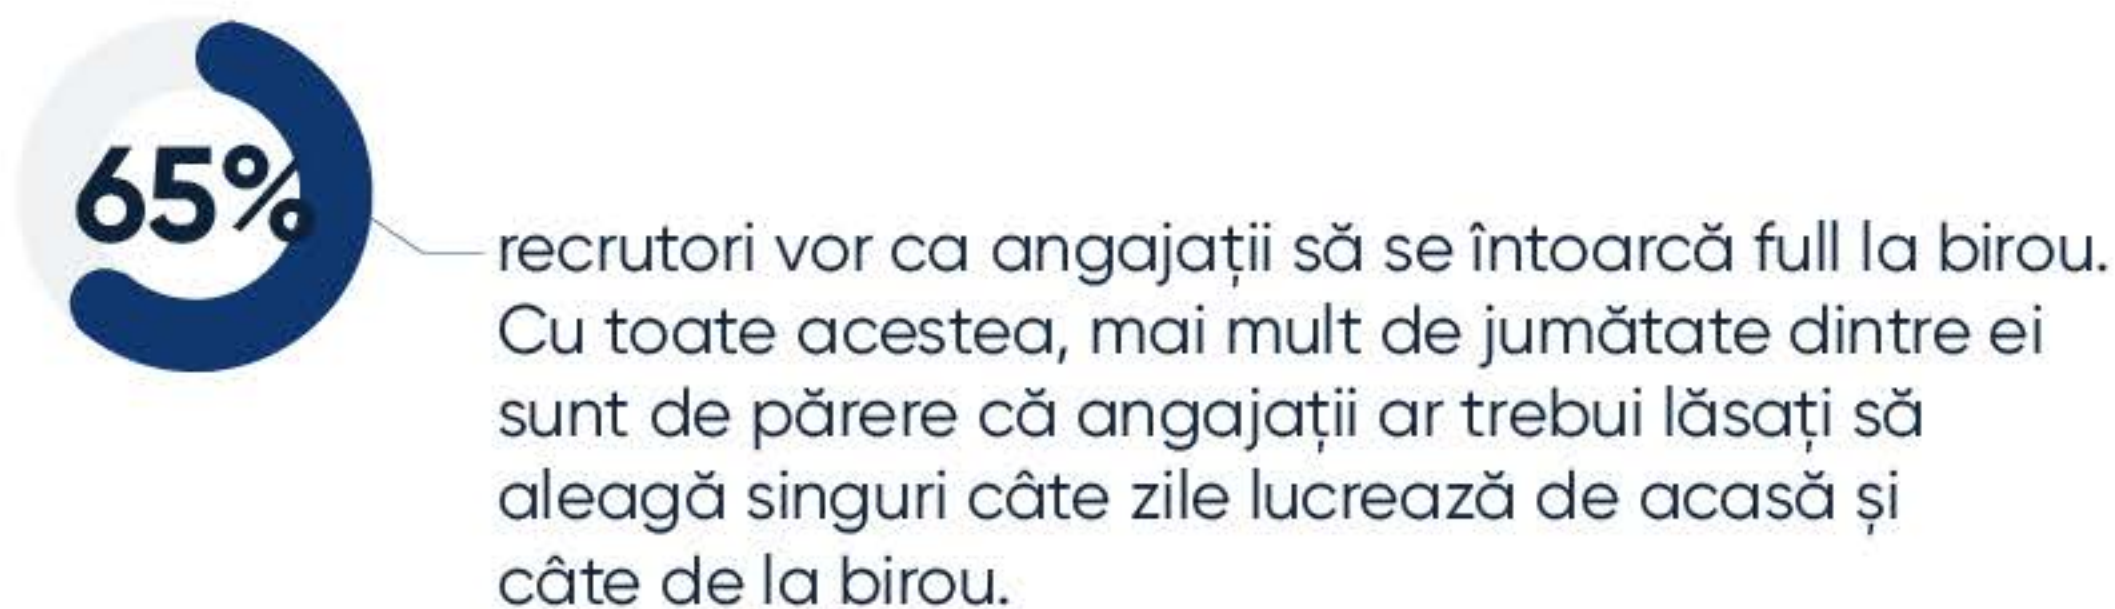 65%
recrutori vor ca angajații să se întoarcă full la birou.
Cu toate acestea, mai mult de jumătate dintre ei
sunt de părere că angajații ar trebui lăsați să
aleagă singuri câte zile lucrează de acasă și
câte de la birou.